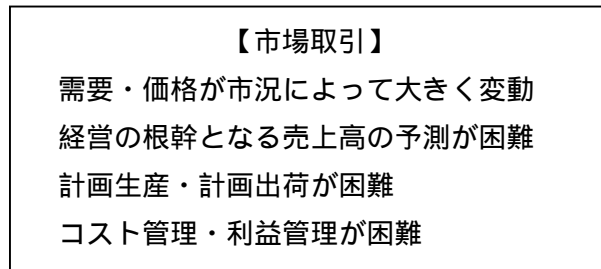 【市場取引】
需要・価格が市況によって大きく変動
経営の根幹となる売上高の予測が困難
計画生産・計画出荷が困難
コスト管理・利益管理が困難